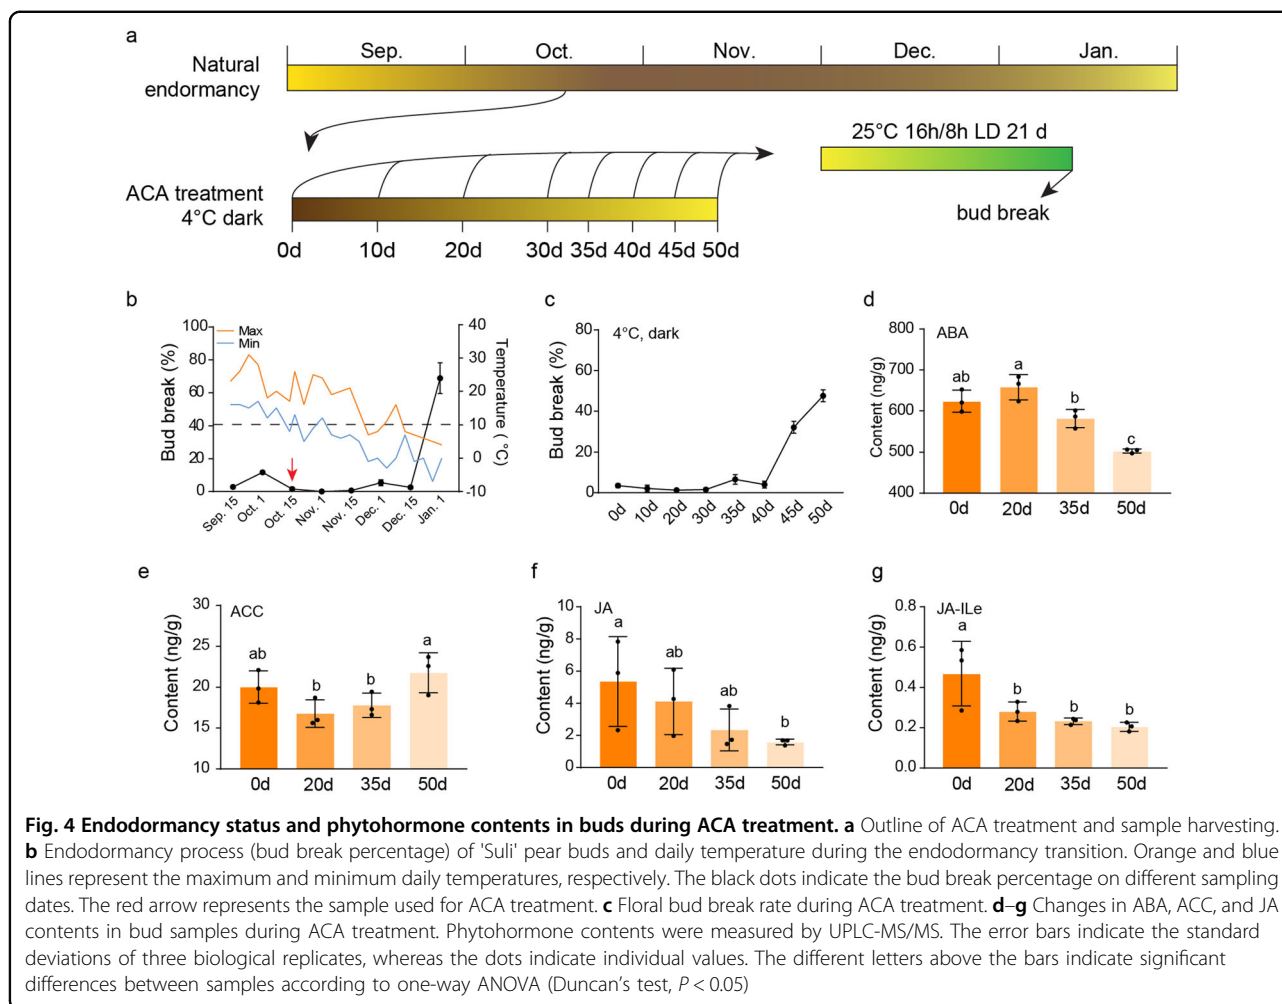 a
Sep. Oct. Nov. Dec. Jan.
Natural
endormancy
25°C 16h/8h LD 21 d
ACA treatment
4°C dark
bud break
0d 10d 20d 30d 35d 40d 45d 50d
b
Max
Min
Bud break (%)
100
80
60
40
20
0
Temperature (°C)
40
30
20
10
0
-10
Sep. 15 Oct. 1 Oct. 15 Nov. 1 Nov. 15 Dec. 1 Dec. 15 Jan. 1
c
4°C, dark
Bud break (%)
80
60
40
20
0
0d 10d 20d 30d 35d 40d 45d 50d
d
ABA
Content (ng/g)
800
700
600
500
400
ab a b c
0d 20d 35d 50d
e
ACC
Content (ng/g)
30
25
20
15
10
ab b b a
0d 20d 35d 50d
f
JA
Content (ng/g)
10
8
6
4
2
0
a ab ab b
0d 20d 35d 50d
g
JA-ILe
Content (ng/g)
0.8
0.6
0.4
0.2
0.0
a b b b
0d 20d 35d 50d
Fig. 4 Endodormancy status and phytohormone contents in buds during ACA treatment. a Outline of ACA treatment and sample harvesting.
b Endodormancy process (bud break percentage) of 'Suli' pear buds and daily temperature during the endodormancy transition. Orange and blue
lines represent the maximum and minimum daily temperatures, respectively. The black dots indicate the bud break percentage on different sampling
dates. The red arrow represents the sample used for ACA treatment. c Floral bud break rate during ACA treatment. d–g Changes in ABA, ACC, and JA
contents in bud samples during ACA treatment. Phytohormone contents were measured by UPLC-MS/MS. The error bars indicate the standard
deviations of three biological replicates, whereas the dots indicate individual values. The different letters above the bars indicate significant
differences between samples according to one-way ANOVA (Duncan's test, P < 0.05)